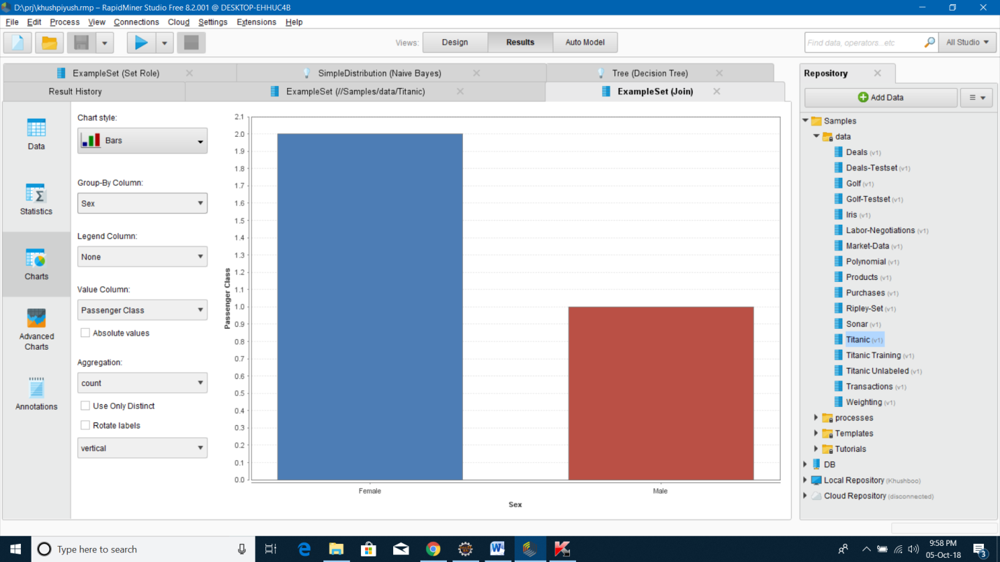 D:\prj\khushpiyush.rmp – RapidMiner Studio Free 8.2.001 @ DESKTOP-EHHUC4B
File Edit Process View Connections Cloud Settings Extensions Help
Views: Design Results Auto Model
Find data, operators...etc
All Studio
ExampleSet (Set Role)
SimpleDistribution (Naive Bayes)
Tree (Decision Tree)
Result History
ExampleSet (//Samples/data/Titanic)
ExampleSet (Join)
Data
Statistics
Charts
Advanced
Charts
Annotations
Chart style:
Bars
Group-By Column:
Sex
Legend Column:
None
Value Column:
Passenger Class
Absolute values
Aggregation:
count
Use Only Distinct
Rotate labels
vertical
Passenger Class
2.1
2.0
1.9
1.8
1.7
1.6
1.5
1.4
1.3
1.2
1.1
1.0
0.9
0.8
0.7
0.6
0.5
0.4
0.3
0.2
0.1
0.0
Female Male
Sex
Repository
Add Data
Samples
data
Deals (v1)
Deals-Testset (v1)
Golf (v1)
Golf-Testset (v1)
Iris (v1)
Labor-Negotiations (v1)
Market-Data (v1)
Polynomial (v1)
Products (v1)
Purchases (v1)
Ripley-Set (v1)
Sonar (v1)
Titanic (v1)
Titanic Training (v1)
Titanic Unlabeled (v1)
Transactions (v1)
Weighting (v1)
processes
Templates
Tutorials
DB
Local Repository (Khushboo)
Cloud Repository (disconnected)
Type here to search
9:58 PM
05-Oct-18
3